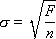 σ = √(F/n)